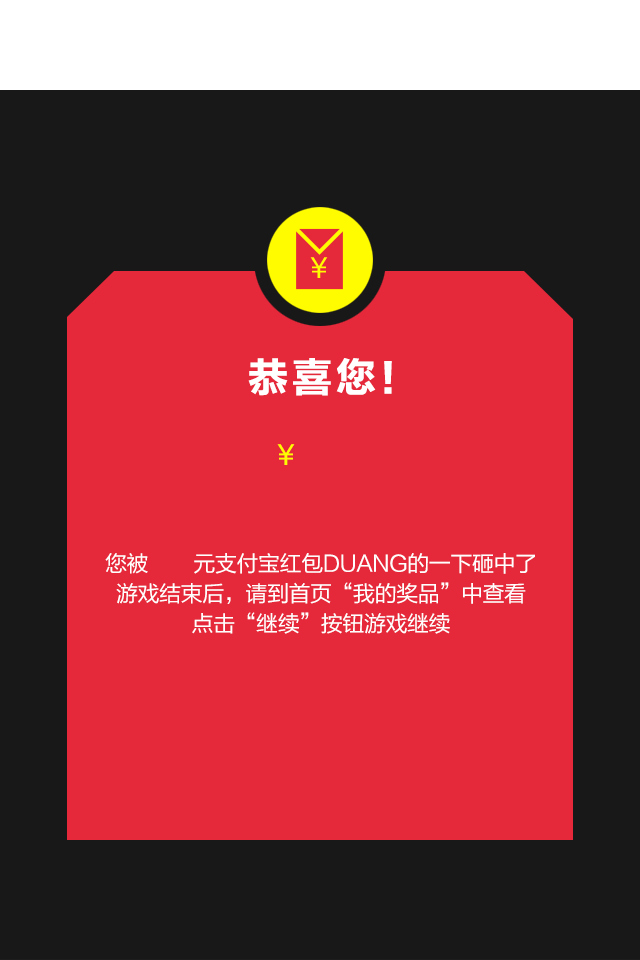 ¥
恭喜您!
¥
您被 元支付宝红包DUANG的一下砸中了
游戏结束后，请到首页“我的奖品”中查看
点击“继续”按钮游戏继续